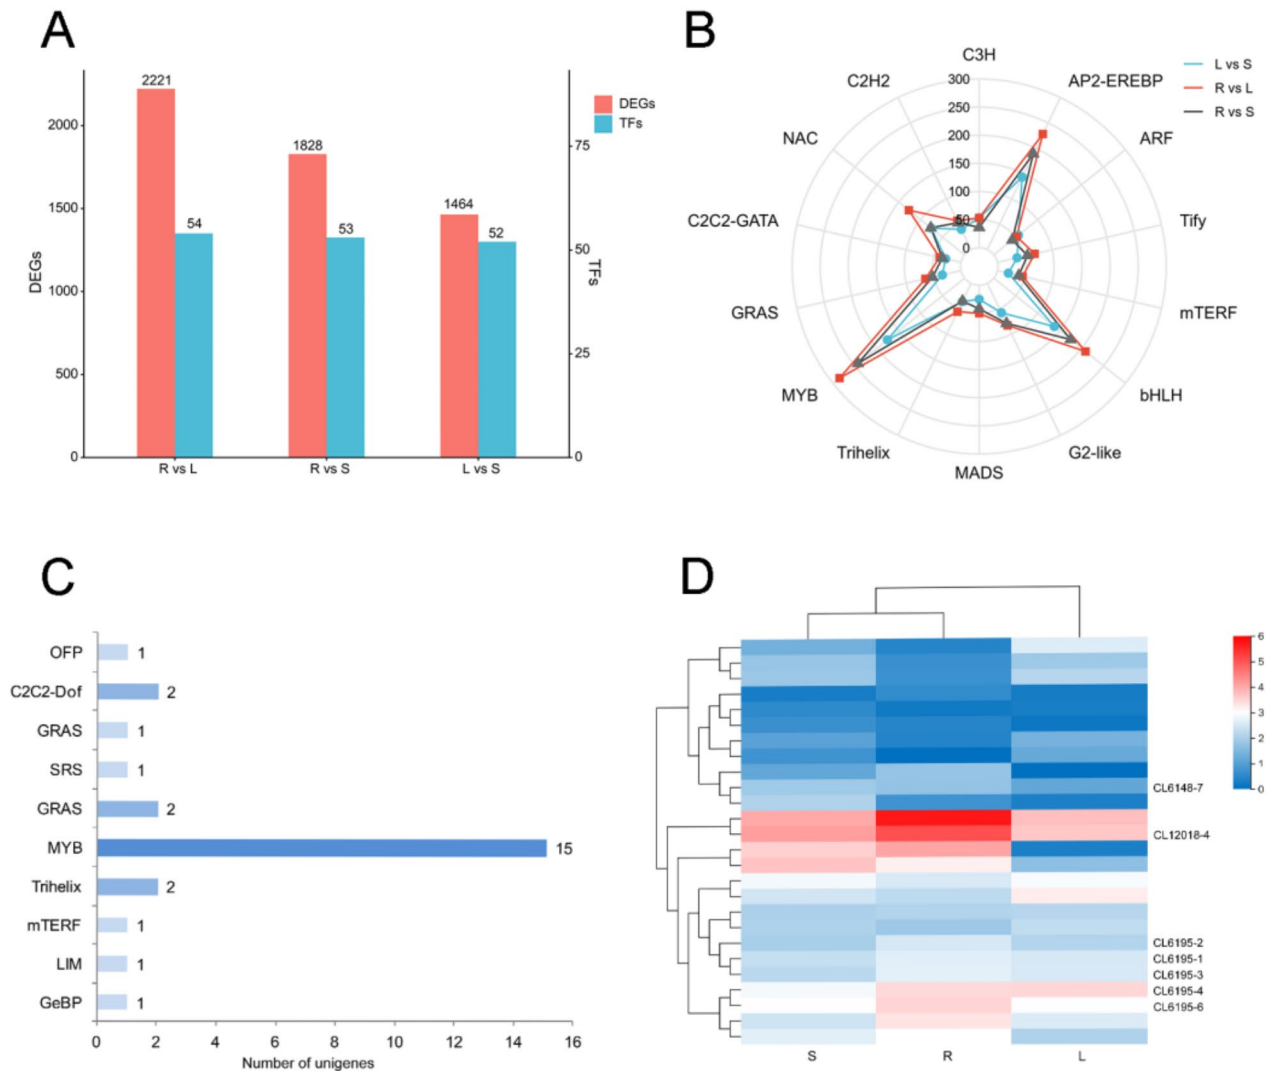 A
2221
1828
1464
54
53
52
2000
1500
1000
500
0
DEGs
75
50
25
0
TFs
R vs L
R vs S
L vs S
DEGs
TFs
B
C3H
AP2-EREBP
ARF
Tify
mTERF
bHLH
G2-like
MADS
Trihelix
MYB
GRAS
C2C2-GATA
NAC
C2H2
300
250
200
150
100
50
0
L vs S
R vs L
R vs S
C
OFP 1
C2C2-Dof 2
GRAS 1
SRS 1
GRAS 2
MYB 15
Trihelix 2
mTERF 1
LIM 1
GeBP 1
0 2 4 6 8 10 12 14 16
Number of unigenes
D
CL6148-7
CL12018-4
CL6195-2
CL6195-1
CL6195-3
CL6195-4
CL6195-6
S R L
6
5
4
3
2
1
0